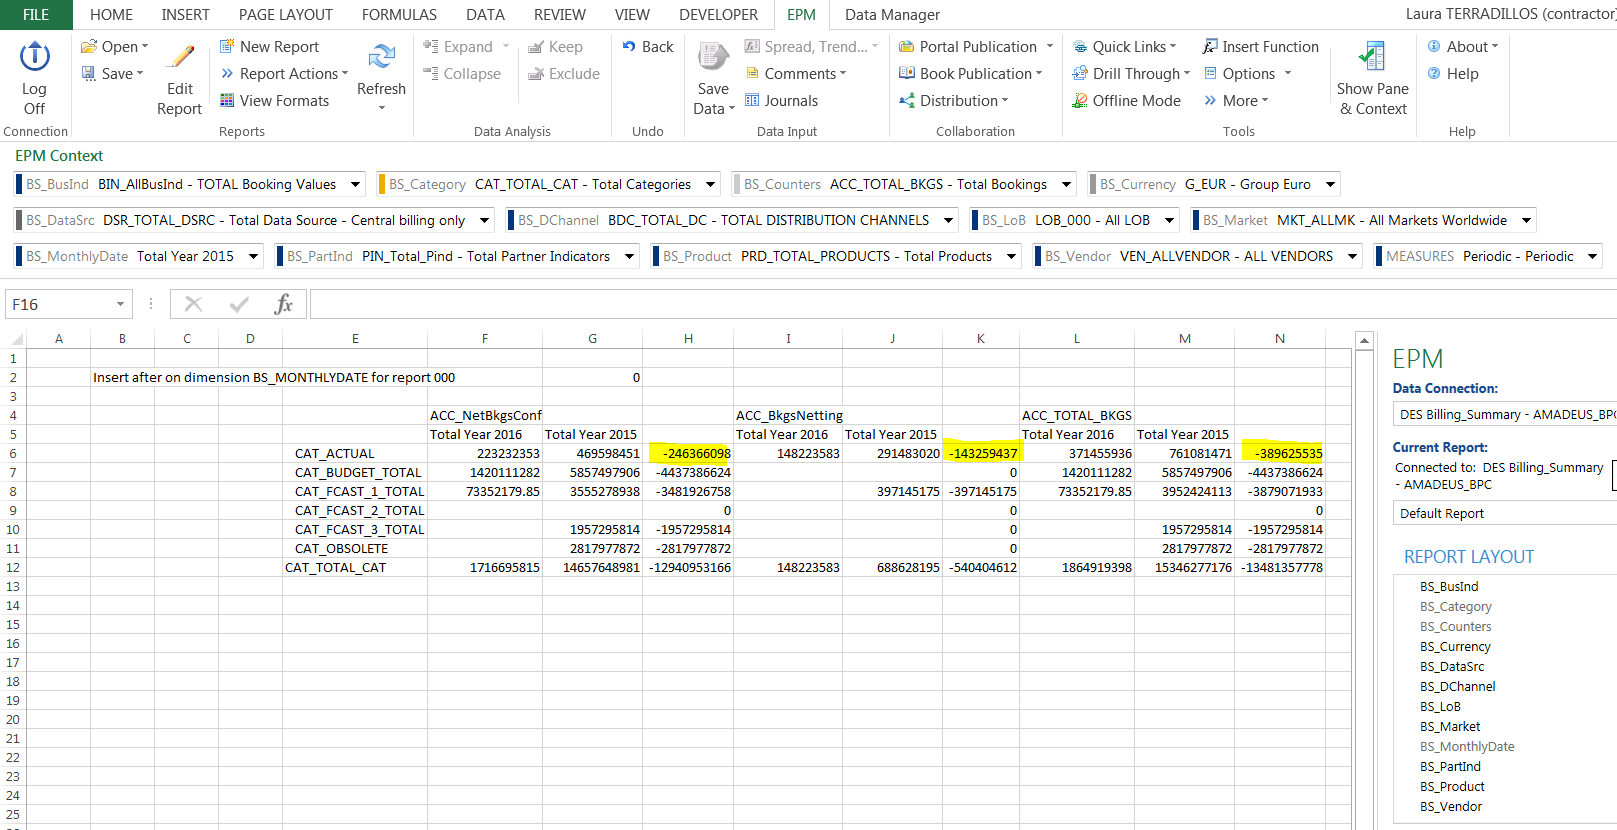 FILE HOME INSERT PAGE LAYOUT FORMULAS DATA REVIEW VIEW DEVELOPER EPM Data Manager Laura TERRADILLOS (contractor)
Open New Report Expand Keep Back Spread, Trend... Portal Publication Quick Links Insert Function About
Save Report Actions Collapse Exclude Comments Book Publication Drill Through Options Help
Log Off Edit Report View Formats Refresh Save Data Journals Distribution Offline Mode More Show Pane & Context
Connection Reports Data Analysis Undo Data Input Collaboration Tools Help
EPM Context
BS_BusInd BIN_AllBusInd - TOTAL Booking Values BS_Category CAT_TOTAL_CAT - Total Categories BS_Counters ACC_TOTAL_BKGS - Total Bookings BS_Currency G_EUR - Group Euro
BS_DataSrc DSR_TOTAL_DSRC - Total Data Source - Central billing only BS_DChannel BDC_TOTAL_DC - TOTAL DISTRIBUTION CHANNELS BS_LoB LOB_000 - All LOB BS_Market MKT_ALLMK - All Markets Worldwide
BS_MonthlyDate Total Year 2015 BS_PartInd PIN_Total_Pind - Total Partner Indicators BS_Product PRD_TOTAL_PRODUCTS - Total Products BS_Vendor VEN_ALLVENDOR - ALL VENDORS MEASURES Periodic - Periodic
F16 fx
A B C D E F G H I J K L M N
1
2 Insert after on dimension BS_MONTHLYDATE for report 000 0
3
4 ACC_NetBkgsConf ACC_BkgsNetting ACC_TOTAL_BKGS
5 Total Year 2016 Total Year 2015 Total Year 2016 Total Year 2015 Total Year 2016 Total Year 2015
6 CAT_ACTUAL 223232353 469598451 -246366098 148223583 291483020 -143259437 371455936 761081471 -389625535
7 CAT_BUDGET_TOTAL 1420111282 5857497906 -4437386624 0 1420111282 5857497906 -4437386624
8 CAT_FCAST_1_TOTAL 73352179.85 3555278938 -3481926758 397145175 -397145175 73352179.85 3952424113 -3879071933
9 CAT_FCAST_2_TOTAL 0 0 0
10 CAT_FCAST_3_TOTAL 1957295814 -1957295814 0 1957295814 -1957295814
11 CAT_OBSOLETE 2817977872 -2817977872 0 2817977872 -2817977872
12 CAT_TOTAL_CAT 1716695815 14657648981 -12940953166 148223583 688628195 -540404612 1864919398 15346277176 -13481357778
13
14
15
16
17
18
19
20
21
22
23
24
25
EPM
Data Connection:
DES Billing_Summary - AMADEUS_BPC
Current Report:
Connected to: DES Billing_Summary
- AMADEUS_BPC
Default Report
REPORT LAYOUT
BS_BusInd
BS_Category
BS_Counters
BS_Currency
BS_DataSrc
BS_DChannel
BS_LoB
BS_Market
BS_MonthlyDate
BS_PartInd
BS_Product
BS_Vendor